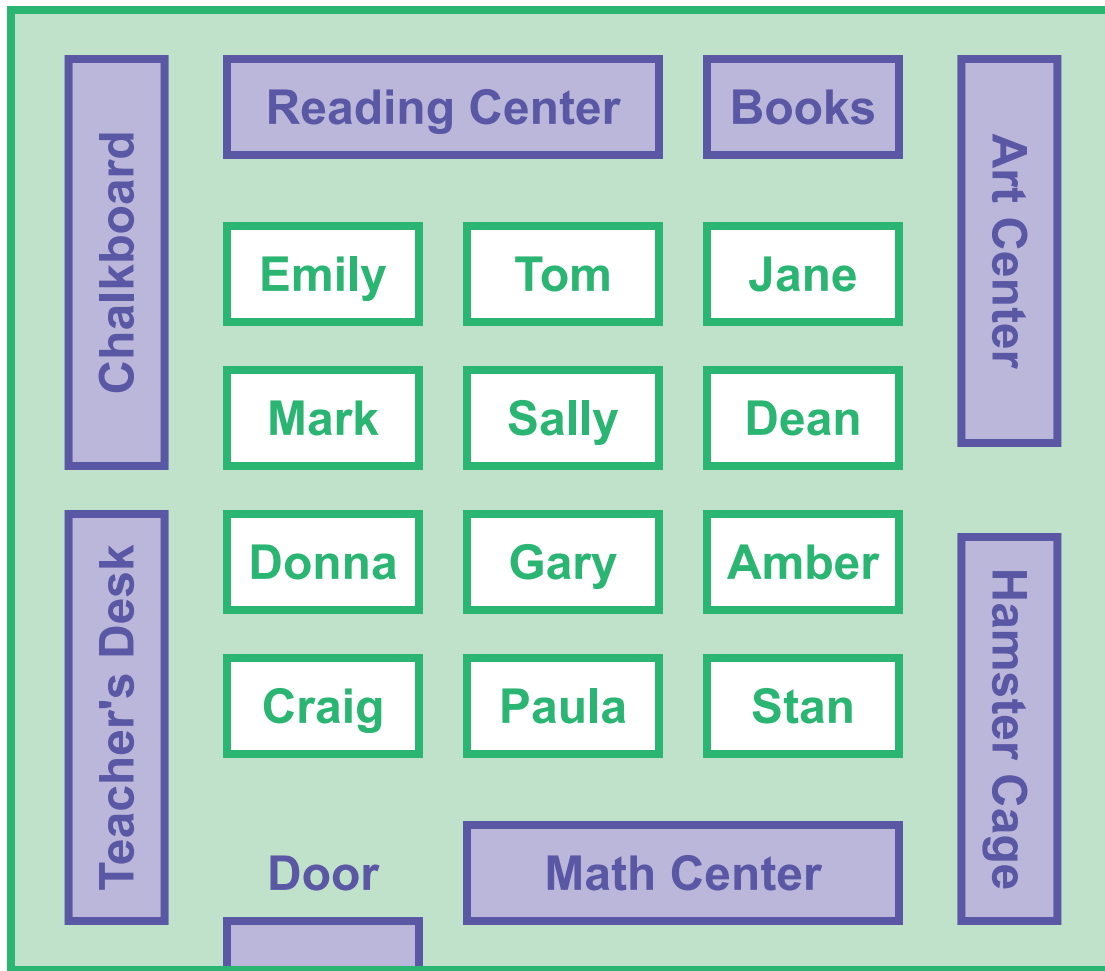 Chalkboard
Reading Center
Books
Art Center
Emily
Tom
Jane
Mark
Sally
Dean
Teacher's Desk
Donna
Gary
Amber
Hamster Cage
Craig
Paula
Stan
Door
Math Center